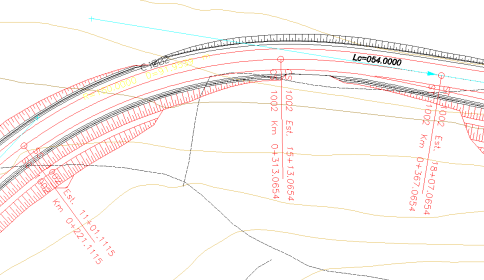 Lc=054.0000
1002 Est. 15+13.0654
1002 Km 0+313.0654
1002 Est. 18+07.0654
1002 Km 0+367.0654
Est. 11+01.1115
1002 Km 0+221.1115